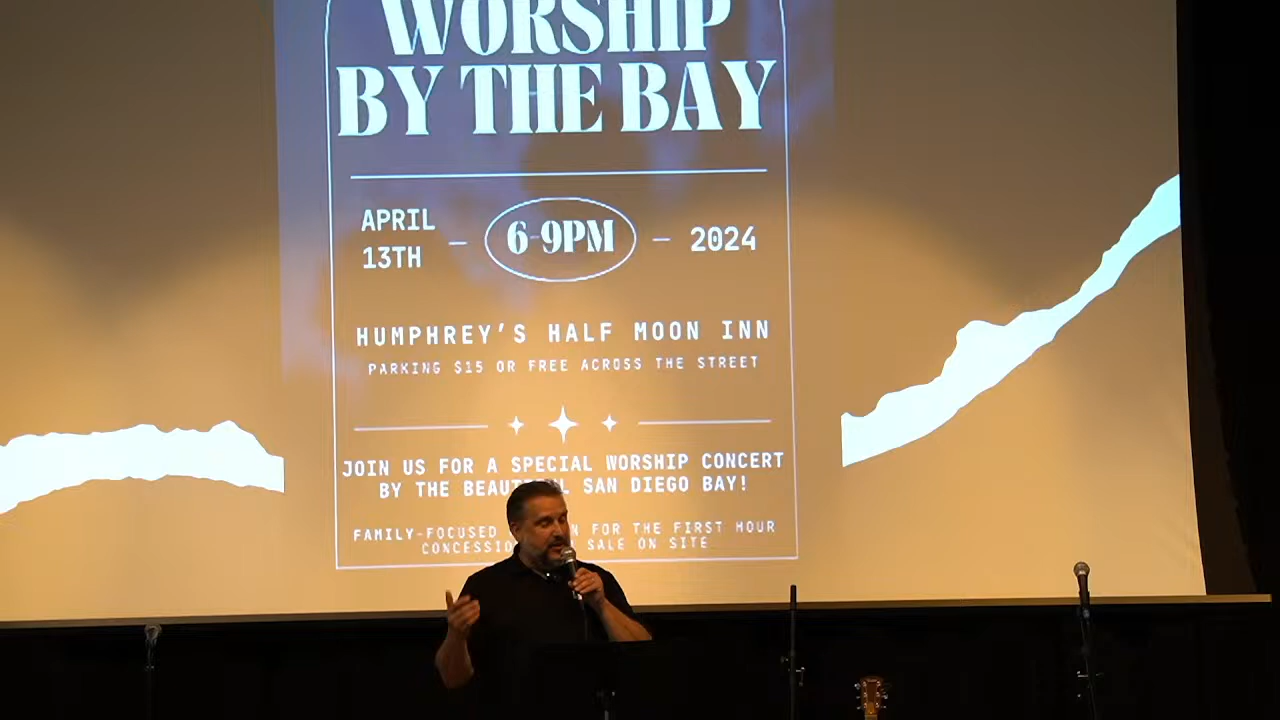 WORSHIP
BY THE BAY
APRIL
13TH
- 6-9PM - 2024
HUMPHREY'S HALF MOON INN
PARKING $15 OR FREE ACROSS THE STREET
JOIN US FOR A SPECIAL WORSHIP CONCERT
BY THE SAN DIEGO BAY!
FAMILY-FOCUSED FOR THE FIRST HOUR
SALE ON SITE